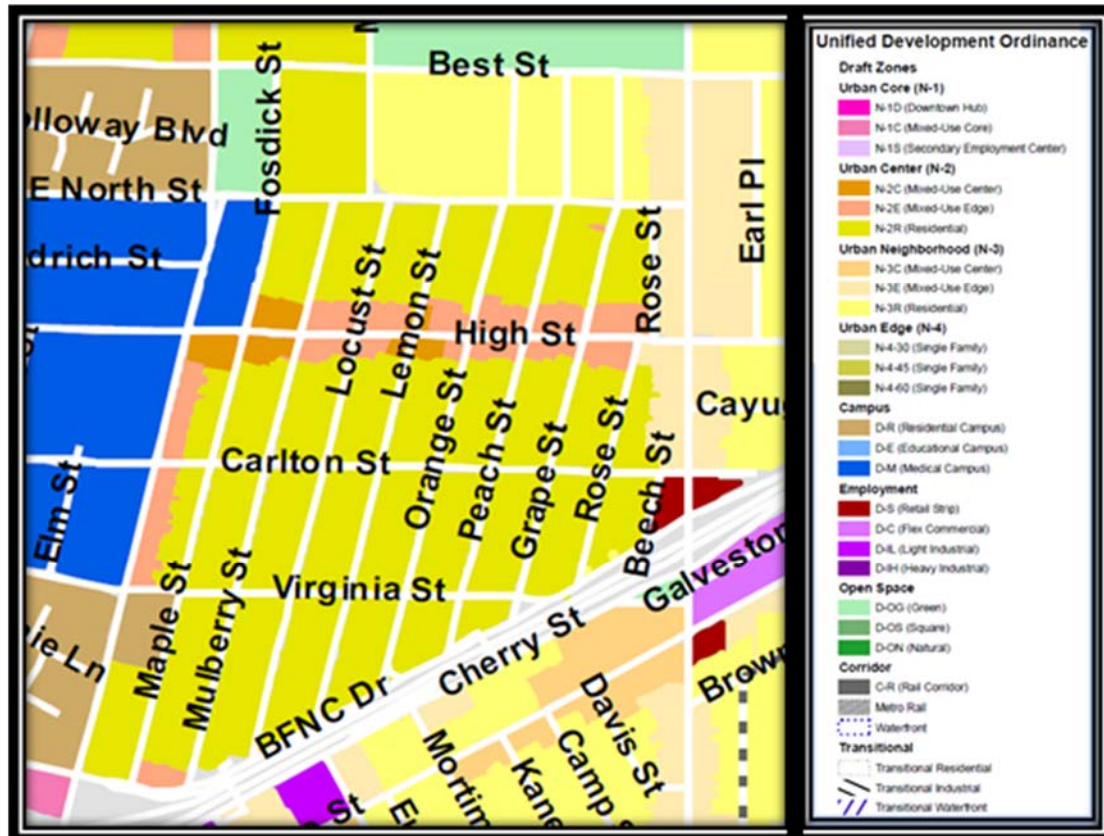 Best St
Fosdick St
olloway Blvd
E North St
drich St
Earl Pl
Rose St
Locust St
Lemon St
High St
Cayu
Orange St
Peach St
Grape St
Rose St
Beech St
Carlton St
Elm St
Maple St
Mulberry St
Virginia St
Galveston
nie Ln
BFNC Dr
Cherry St
Brown
Davis St
Camp
Kane
Mortim
St
Unified Development Ordinance
Draft Zones
Urban Core (N-1)
N-1D (Downtown Hub)
N-1C (Mixed-Use Core)
N-1S (Secondary Employment Center)
Urban Center (N-2)
N-2C (Mixed-Use Center)
N-2E (Mixed-Use Edge)
N-2R (Residential)
Urban Neighborhood (N-3)
N-3C (Mixed-Use Center)
N-3E (Mixed-Use Edge)
N-3R (Residential)
Urban Edge (N-4)
N-4-30 (Single Family)
N-4-45 (Single Family)
N-4-60 (Single Family)
Campus
D-R (Residential Campus)
D-E (Educational Campus)
D-M (Medical Campus)
Employment
D-S (Retail Strip)
D-C (Flex Commercial)
D-IL (Light Industrial)
D-IH (Heavy Industrial)
Open Space
D-OG (Green)
D-OS (Square)
D-ON (Natural)
Corridor
C-R (Rail Corridor)
Metro Rail
Waterfront
Transitional
Transitional Residential
Transitional Industrial
Transitional Waterfront